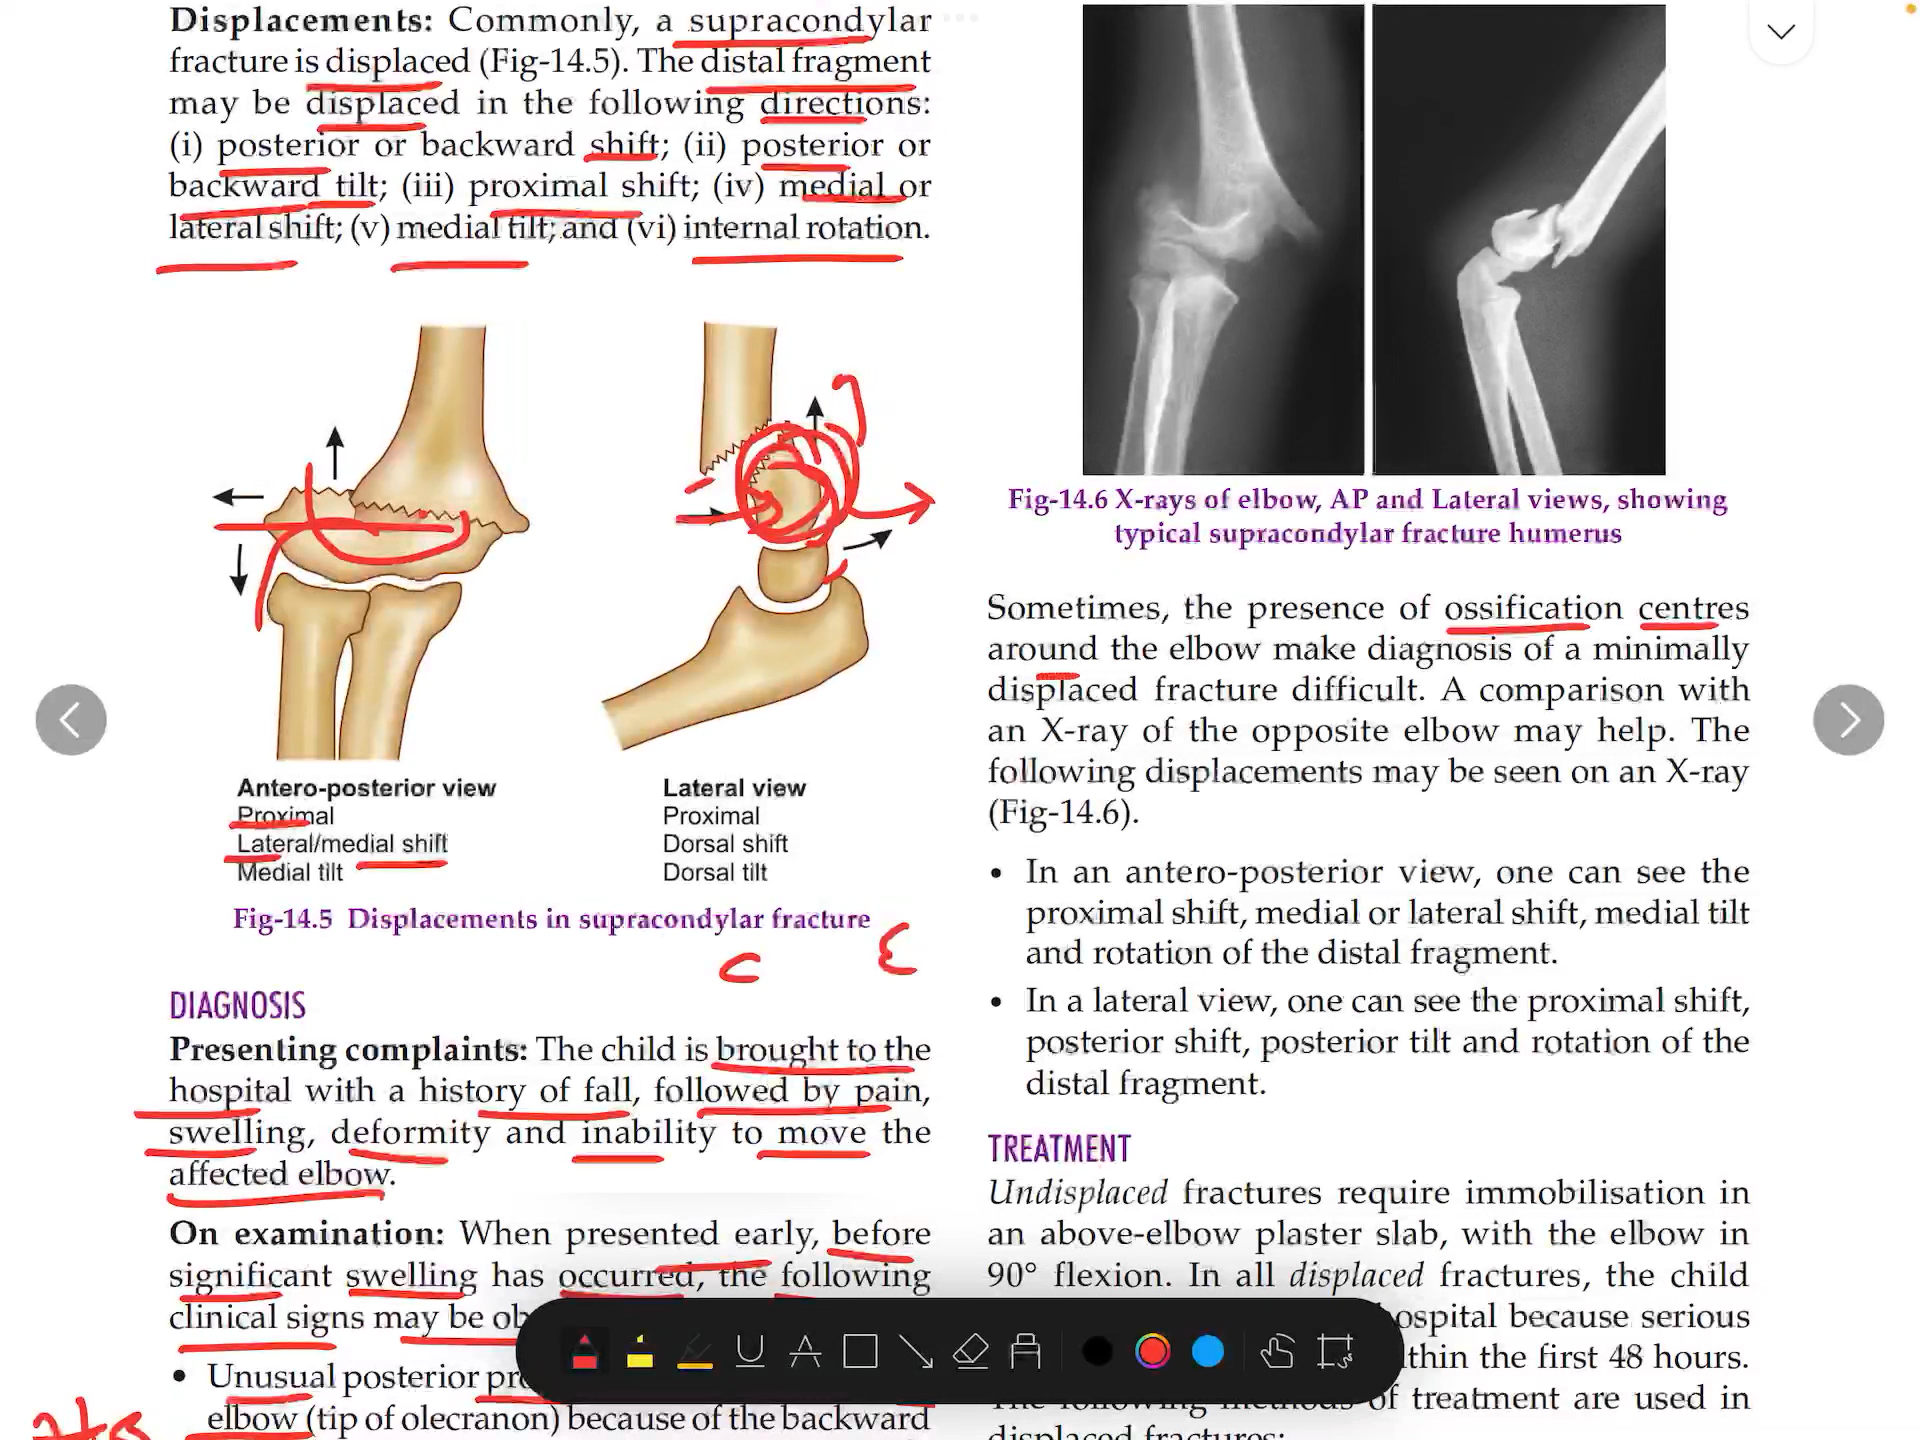 Displacements: Commonly, a supracondylar
fracture is displaced (Fig-14.5). The distal fragment
may be displaced in the following directions:
(i) posterior or backward shift; (ii) posterior or
backward tilt; (iii) proximal shift; (iv) medial or
lateral shift; (v) medial tilt; and (vi) internal rotation.
Antero-posterior view
Proximal
Lateral/medial shift
Medial tilt
Lateral view
Proximal
Dorsal shift
Dorsal tilt
Fig-14.5 Displacements in supracondylar fracture
DIAGNOSIS
Presenting complaints: The child is brought to the
hospital with a history of fall, followed by pain,
swelling, deformity and inability to move the
affected elbow.
On examination: When presented early, before
significant swelling has occurred, the following
clinical signs may be
Unusual posterior
elbow (tip of olecranon) because of the backward
Fig-14.6 X-rays of elbow, AP and Lateral views, showing
typical supracondylar fracture humerus
Sometimes, the presence of ossification centres
around the elbow make diagnosis of a minimally
displaced fracture difficult. A comparison with
an X-ray of the opposite elbow may help. The
following displacements may be seen on an X-ray
(Fig-14.6).
• In an antero-posterior view, one can see the
proximal shift, medial or lateral shift, medial tilt
and rotation of the distal fragment.
• In a lateral view, one can see the proximal shift,
posterior shift, posterior tilt and rotation of the
distal fragment.
TREATMENT
Undisplaced fractures require immobilisation in
an above-elbow plaster slab, with the elbow in
90° flexion. In all displaced fractures, the child
hospital because serious
within the first 48 hours.
The following methods of treatment are used in
displaced fractures: